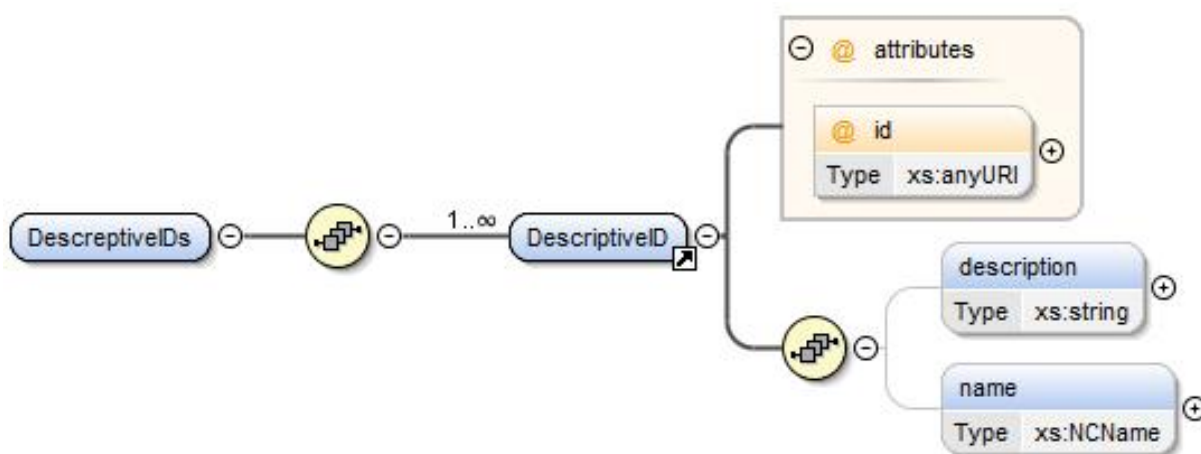 @ attributes
@ id
Type xs:anyURI
DescreptiveIDs
1..∞
DescriptiveID
description
Type xs:string
name
Type xs:NCName